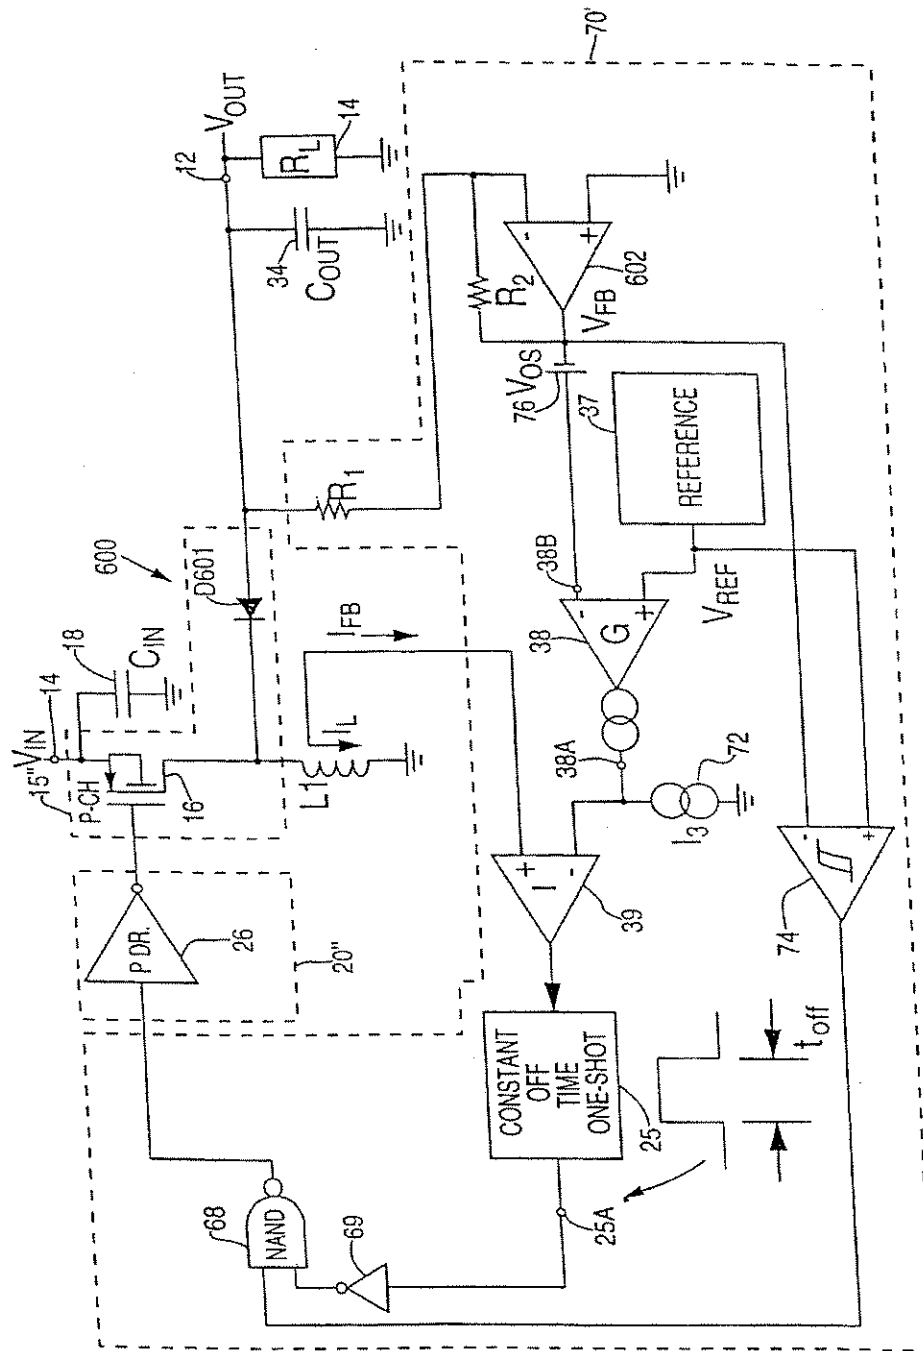 70'
VOUT
12
RL
14
34
COUT
600
D601
R1
-
+
602
R2
VFB
76
VOS
37
REFERENCE
15"
VIN
14
18
CIN
P-CH
16
IFB
IL
L1
38B
-
+
G
38
VREF
38A
72
I3
P DR.
26
20"
+
-
I
39
-
+
74
CONSTANT
OFF
TIME
ONE-SHOT
25
toff
25A
68
NAND
69